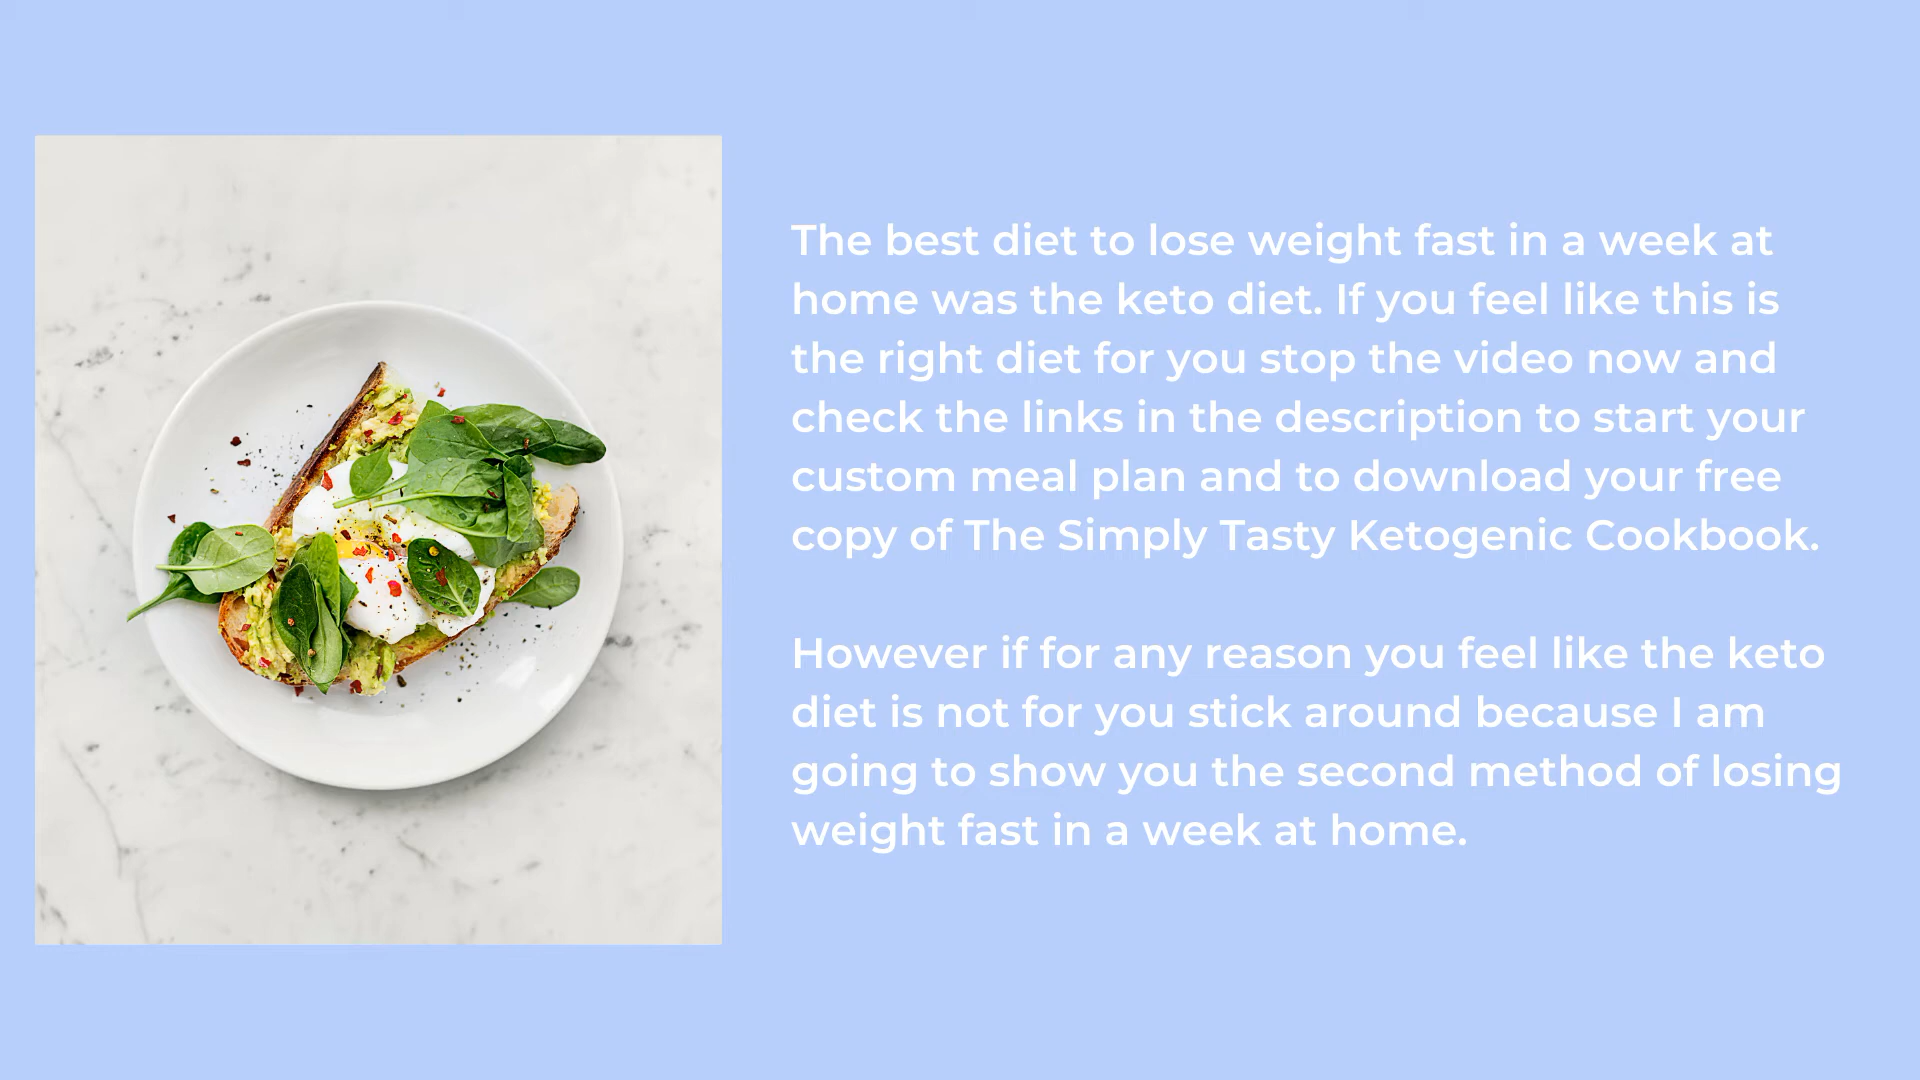 The best diet to lose weight fast in a week at
home was the keto diet. If you feel like this is
the right diet for you stop the video now and
check the links in the description to start your
custom meal plan and to download your free
copy of The Simply Tasty Ketogenic Cookbook.
However if for any reason you feel like the keto
diet is not for you stick around because I am
going to show you the second method of losing
weight fast in a week at home.